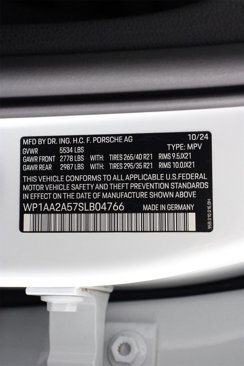 MFD BY DR. ING. H.C. F. PORSCHE AG 10/24
GVWR 5534 LBS TYPE: MPV
GAWR FRONT 2778 LBS WITH: TIRES 265/40 R21 RIMS 9.5JX21
GAWR REAR 2987 LBS WITH: TIRES 295/35 R21 RIMS 10.0JX21
THIS VEHICLE CONFORMS TO ALL APPLICABLE U.S.FEDERAL
MOTOR VEHICLE SAFETY AND THEFT PREVENTION STANDARDS
IN EFFECT ON THE DATE OF MANUFACTURE SHOWN ABOVE
WP1AA2A57SLB04766 MADE IN GERMANY